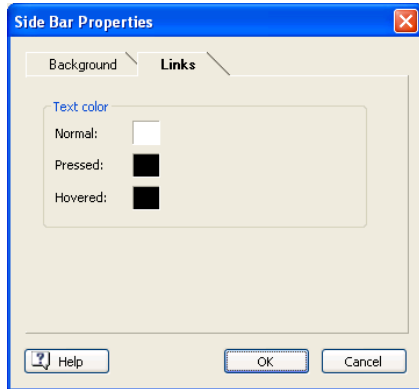 Side Bar Properties
Background Links
Text color
Normal:
Pressed:
Hovered:
Help OK Cancel